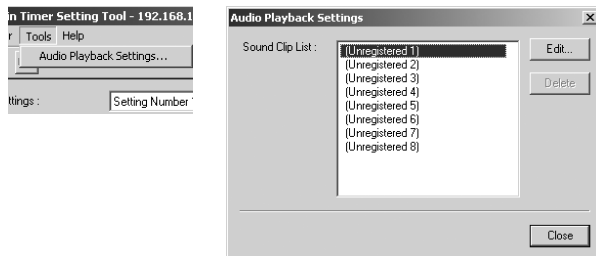 in Timer Setting Tool - 192.168.1
r Tools Help
Audio Playback Settings...
ttings :
Setting Number
Audio Playback Settings
Sound Clip List :
(Unregistered 1)
(Unregistered 2)
(Unregistered 3)
(Unregistered 4)
(Unregistered 5)
(Unregistered 6)
(Unregistered 7)
(Unregistered 8)
Edit...
Delete
Close